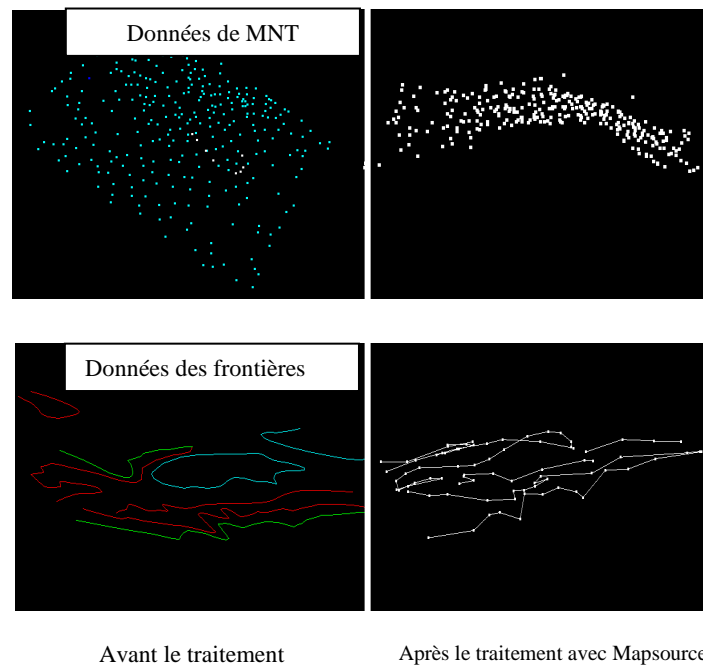 Données de MNT
Données des frontières
Avant le traitement
Après le traitement avec Mapsource